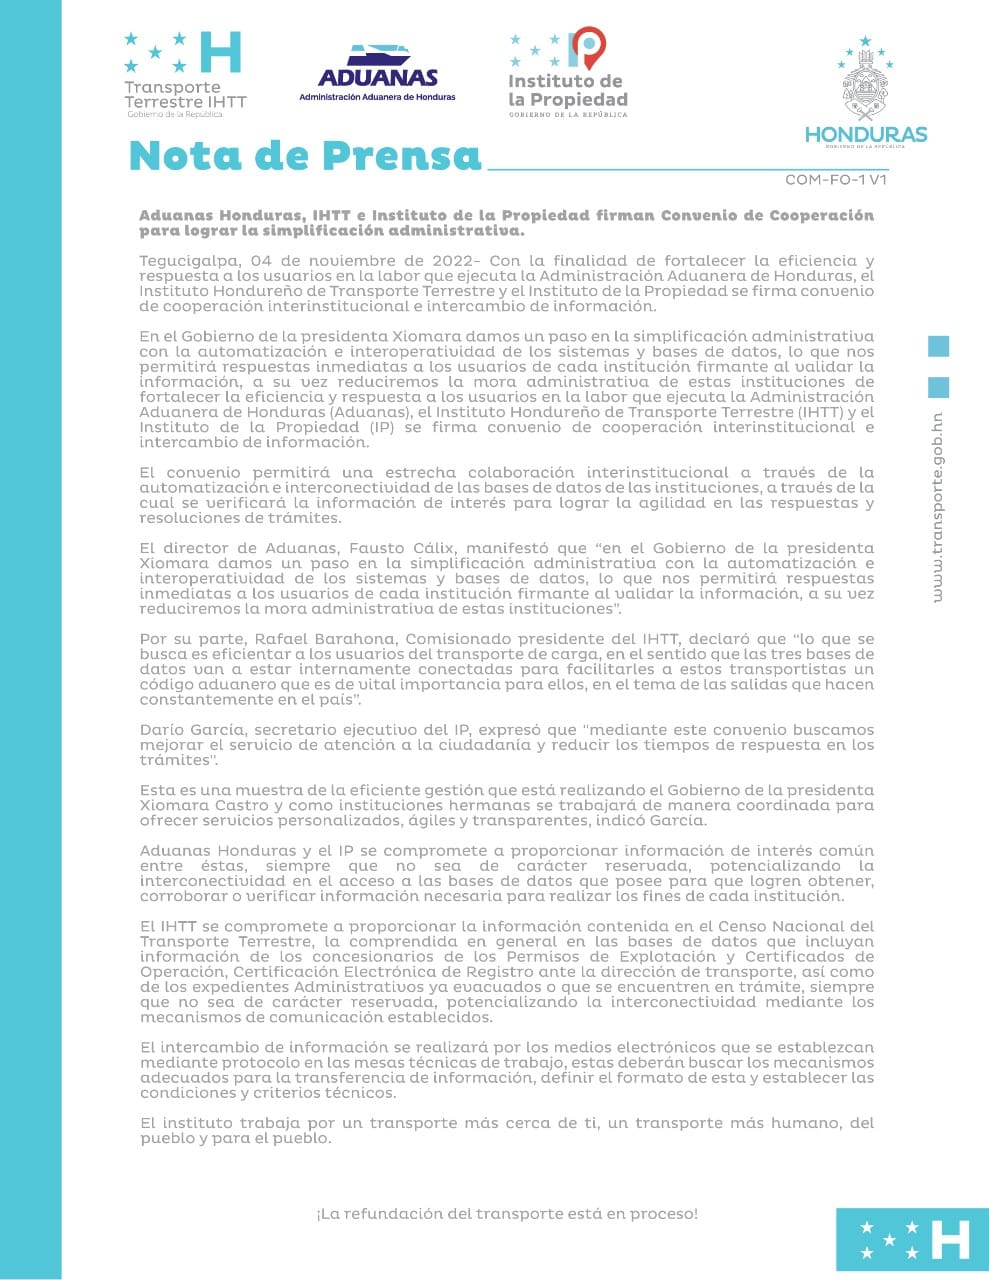 Transporte
Terrestre IHTT
Gobierno de la República
ADUANAS
Administración Aduanera de Honduras
IP
Instituto de
la Propiedad
GOBIERNO DE LA REPÚBLICA
HONDURAS
GOBIERNO DE LA REPÚBLICA
Nota de Prensa
COM-FO-1 V1
Aduanas Honduras, IHTT e Instituto de la Propiedad firman Convenio de Cooperación
para lograr la simplificación administrativa.
Tegucigalpa, 04 de noviembre de 2022- Con la finalidad de fortalecer la eficiencia y
respuesta a los usuarios en la labor que ejecuta la Administración Aduanera de Honduras, el
Instituto Hondureño de Transporte Terrestre y el Instituto de la Propiedad se firma convenio
de cooperación interinstitucional e intercambio de información.
En el Gobierno de la presidenta Xiomara damos un paso en la simplificación administrativa
con la automatización e interoperatividad de los sistemas y bases de datos, lo que nos
permitirá respuestas inmediatas a los usuarios de cada institución firmante al validar la
información, a su vez reduciremos la mora administrativa de estas instituciones de
fortalecer la eficiencia y respuesta a los usuarios en la labor que ejecuta la Administración
Aduanera de Honduras (Aduanas), el Instituto Hondureño de Transporte Terrestre (IHTT) y el
Instituto de la Propiedad (IP) se firma convenio de cooperación interinstitucional e
intercambio de información.
El convenio permitirá una estrecha colaboración interinstitucional a través de la
automatización e interconectividad de las bases de datos de las instituciones, a través de la
cual se verificará la información de interés para lograr la agilidad en las respuestas y
resoluciones de trámites.
El director de Aduanas, Fausto Cálix, manifestó que “en el Gobierno de la presidenta
Xiomara damos un paso en la simplificación administrativa con la automatización e
interoperatividad de los sistemas y bases de datos, lo que nos permitirá respuestas
inmediatas a los usuarios de cada institución firmante al validar la información, a su vez
reduciremos la mora administrativa de estas instituciones”.
Por su parte, Rafael Barahona, Comisionado presidente del IHTT, declaró que “lo que se
busca es eficientar a los usuarios del transporte de carga, en el sentido que las tres bases de
datos van a estar internamente conectadas para facilitarles a estos transportistas un
código aduanero que es de vital importancia para ellos, en el tema de las salidas que hacen
constantemente en el país”.
Darío García, secretario ejecutivo del IP, expresó que "mediante este convenio buscamos
mejorar el servicio de atención a la ciudadanía y reducir los tiempos de respuesta en los
trámites".
Esta es una muestra de la eficiente gestión que está realizando el Gobierno de la presidenta
Xiomara Castro y como instituciones hermanas se trabajará de manera coordinada para
ofrecer servicios personalizados, ágiles y transparentes, indicó García.
Aduanas Honduras y el IP se compromete a proporcionar información de interés común
entre éstas, siempre que no sea de carácter reservada, potencializando la
interconectividad en el acceso a las bases de datos que posee para que logren obtener,
corroborar o verificar información necesaria para realizar los fines de cada institución.
El IHTT se compromete a proporcionar la información contenida en el Censo Nacional del
Transporte Terrestre, la comprendida en general en las bases de datos que incluyan
información de los concesionarios de los Permisos de Explotación y Certificados de
Operación, Certificación Electrónica de Registro ante la dirección de transporte, así como
de los expedientes Administrativos ya evacuados o que se encuentren en trámite, siempre
que no sea de carácter reservada, potencializando la interconectividad mediante los
mecanismos de comunicación establecidos.
El intercambio de información se realizará por los medios electrónicos que se establezcan
mediante protocolo en las mesas técnicas de trabajo, estas deberán buscar los mecanismos
adecuados para la transferencia de información, definir el formato de esta y establecer las
condiciones y criterios técnicos.
El instituto trabaja por un transporte más cerca de ti, un transporte más humano, del
pueblo y para el pueblo.
www.transporte.gob.hn
¡La refundación del transporte está en proceso!